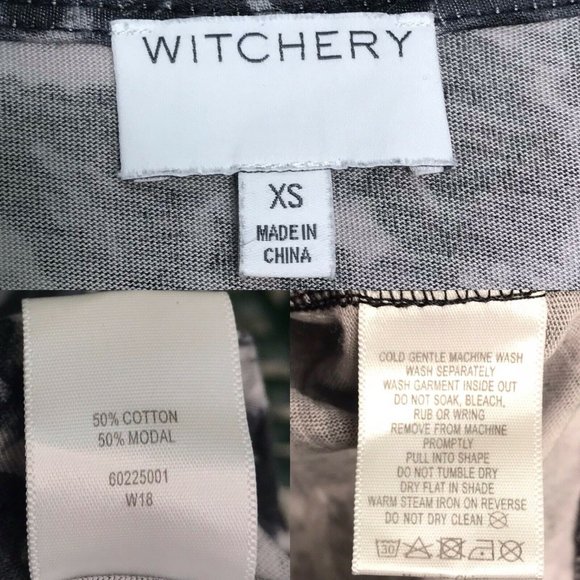 WITCHERY
XS
MADE IN
CHINA
50% COTTON
50% MODAL
60225001
W18
COLD GENTLE MACHINE WASH
WASH SEPARATELY
WASH GARMENT INSIDE OUT
DO NOT SOAK, BLEACH,
RUB OR WRING
REMOVE FROM MACHINE
PROMPTLY
PULL INTO SHAPE
DO NOT TUMBLE DRY
DRY FLAT IN SHADE
WARM STEAM IRON ON REVERSE
DO NOT DRY CLEAN
30